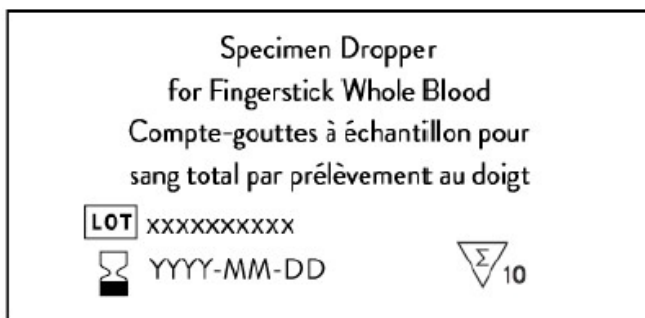 Specimen Dropper
for Fingerstick Whole Blood
Compte-gouttes à échantillon pour
sang total par prélèvement au doigt
LOT xxxxxxxxxx
YYYY-MM-DD
Σ 10